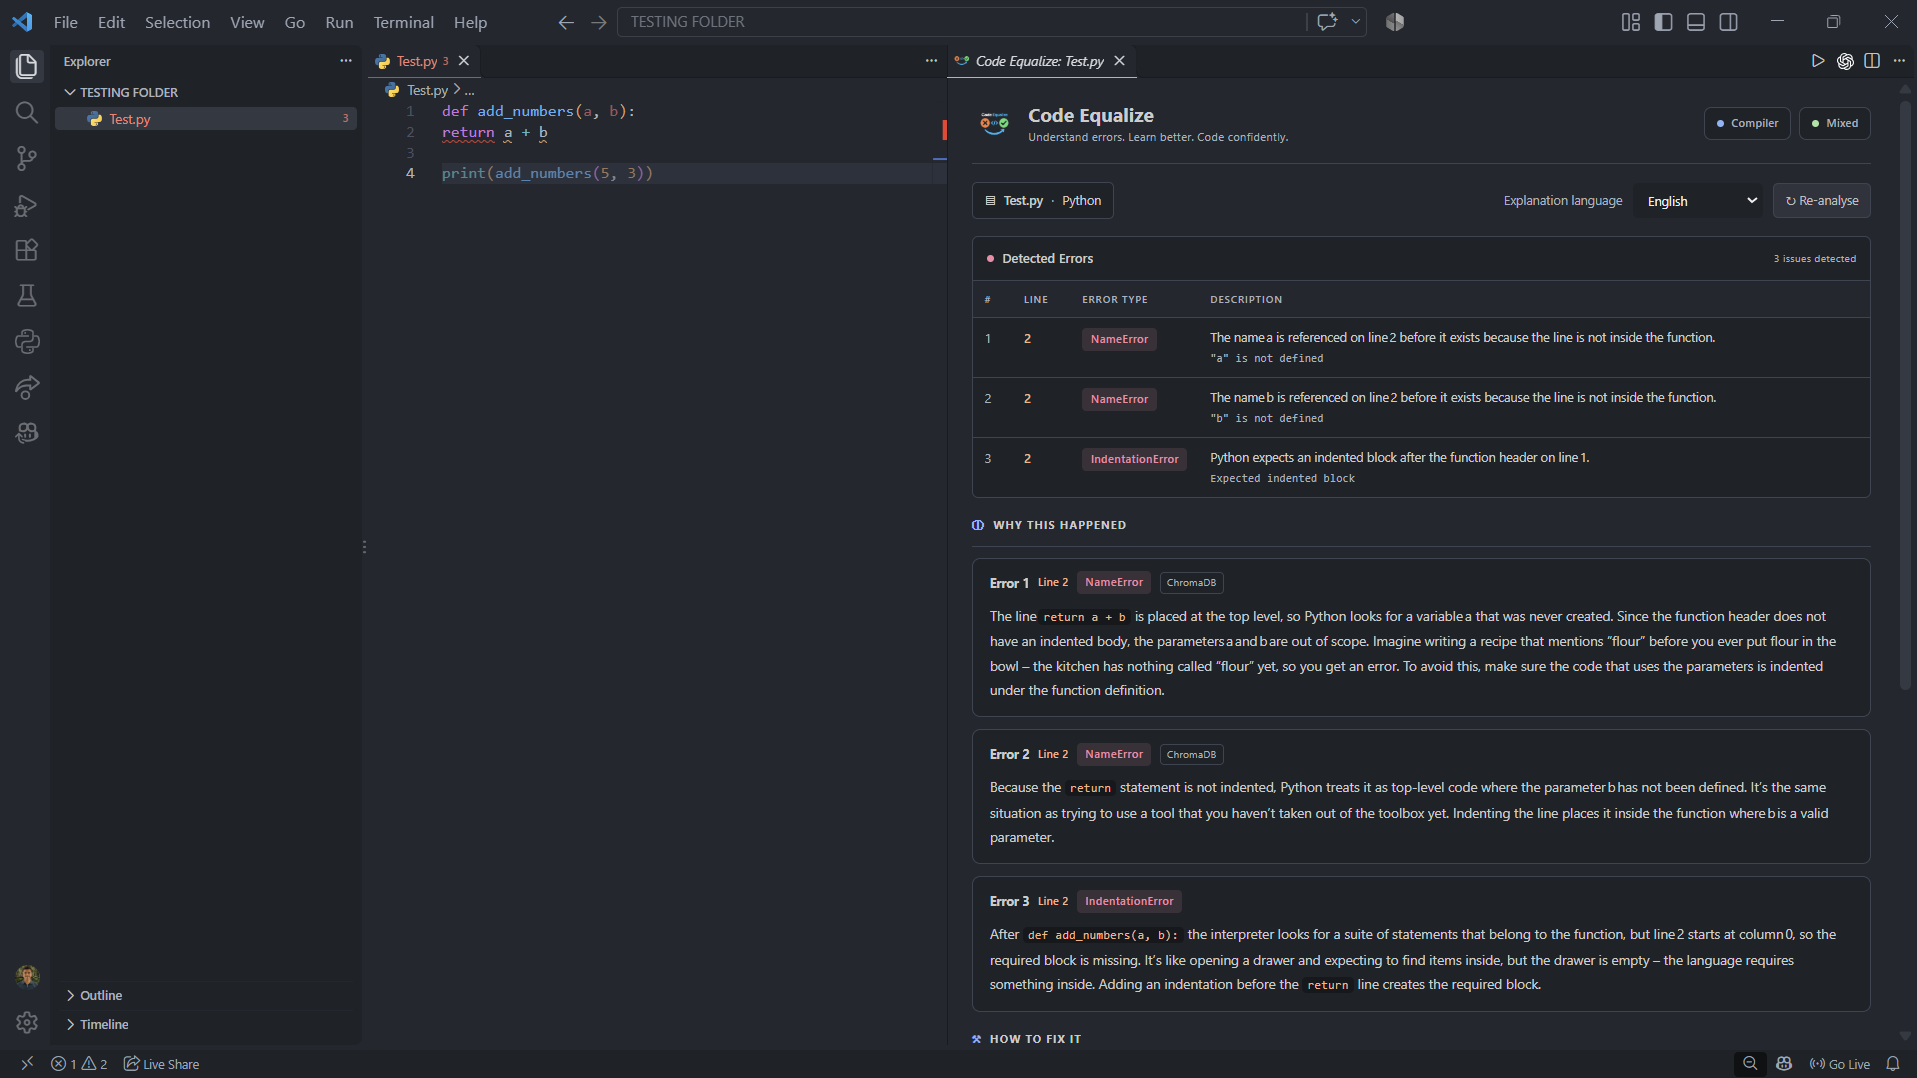 File Edit Selection View Go Run Terminal Help
TESTING FOLDER
Explorer
TESTING FOLDER
Test.py 3
Outline
Timeline
Test.py 3
Test.py > ...
1 def add_numbers(a, b):
2 return a + b
3
4 print(add_numbers(5, 3))
Code Equalize: Test.py
Code Equalize
Understand errors. Learn better. Code confidently.
Compiler
Mixed
Test.py · Python
Explanation language
English
Re-analyse
Detected Errors
3 issues detected
# LINE ERROR TYPE DESCRIPTION
1 2 NameError The name a is referenced on line 2 before it exists because the line is not inside the function.
"a" is not defined
2 2 NameError The name b is referenced on line 2 before it exists because the line is not inside the function.
"b" is not defined
3 2 IndentationError Python expects an indented block after the function header on line 1.
Expected indented block
WHY THIS HAPPENED
Error 1 Line 2 NameError ChromaDB
The line return a + b is placed at the top level, so Python looks for a variable a that was never created. Since the function header does not
have an indented body, the parameters a and b are out of scope. Imagine writing a recipe that mentions “flour” before you ever put flour in the
bowl – the kitchen has nothing called “flour” yet, so you get an error. To avoid this, make sure the code that uses the parameters is indented
under the function definition.
Error 2 Line 2 NameError ChromaDB
Because the return statement is not indented, Python treats it as top-level code where the parameter b has not been defined. It’s the same
situation as trying to use a tool that you haven’t taken out of the toolbox yet. Indenting the line places it inside the function where b is a valid
parameter.
Error 3 Line 2 IndentationError
After def add_numbers(a, b): the interpreter looks for a suite of statements that belong to the function, but line 2 starts at column 0, so the
required block is missing. It’s like opening a drawer and expecting to find items inside, but the drawer is empty – the language requires
something inside. Adding an indentation before the return line creates the required block.
HOW TO FIX IT
1 2 Live Share
Go Live